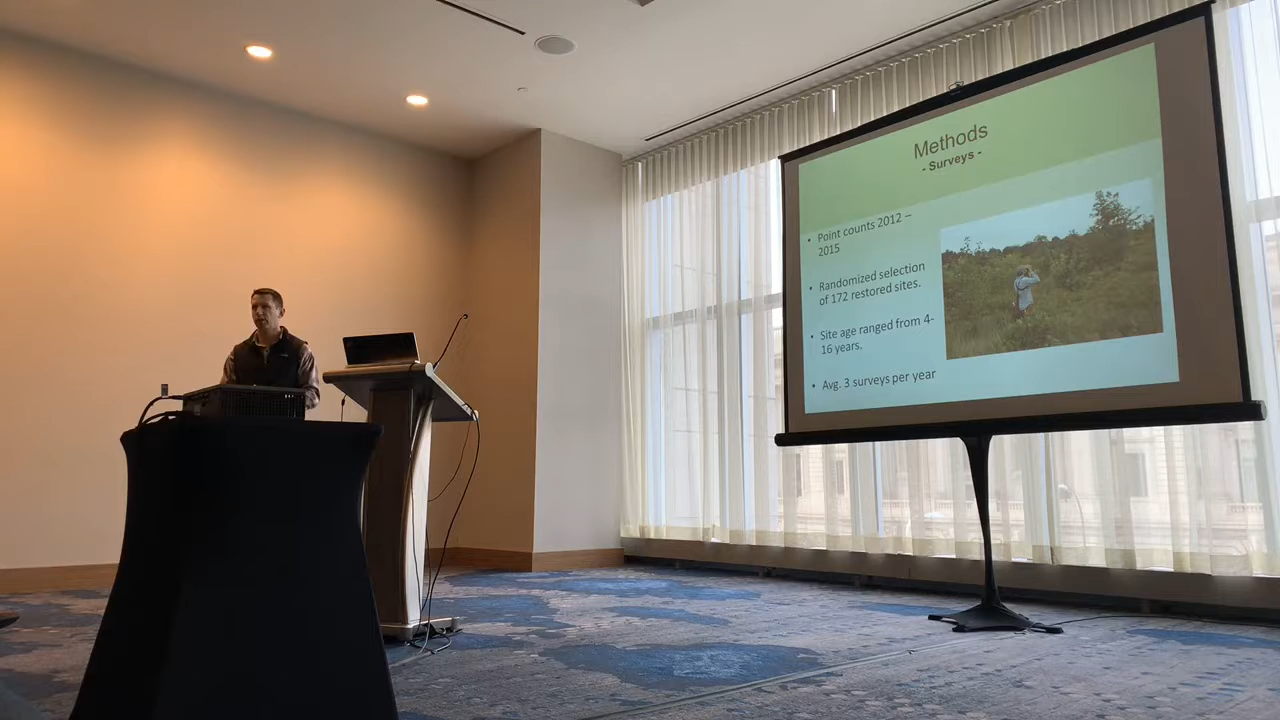 Methods
- Surveys -
• Point counts 2012 –
2015
• Randomized selection
of 172 restored sites.
• Site age ranged from 4-
16 years.
• Avg. 3 surveys per year